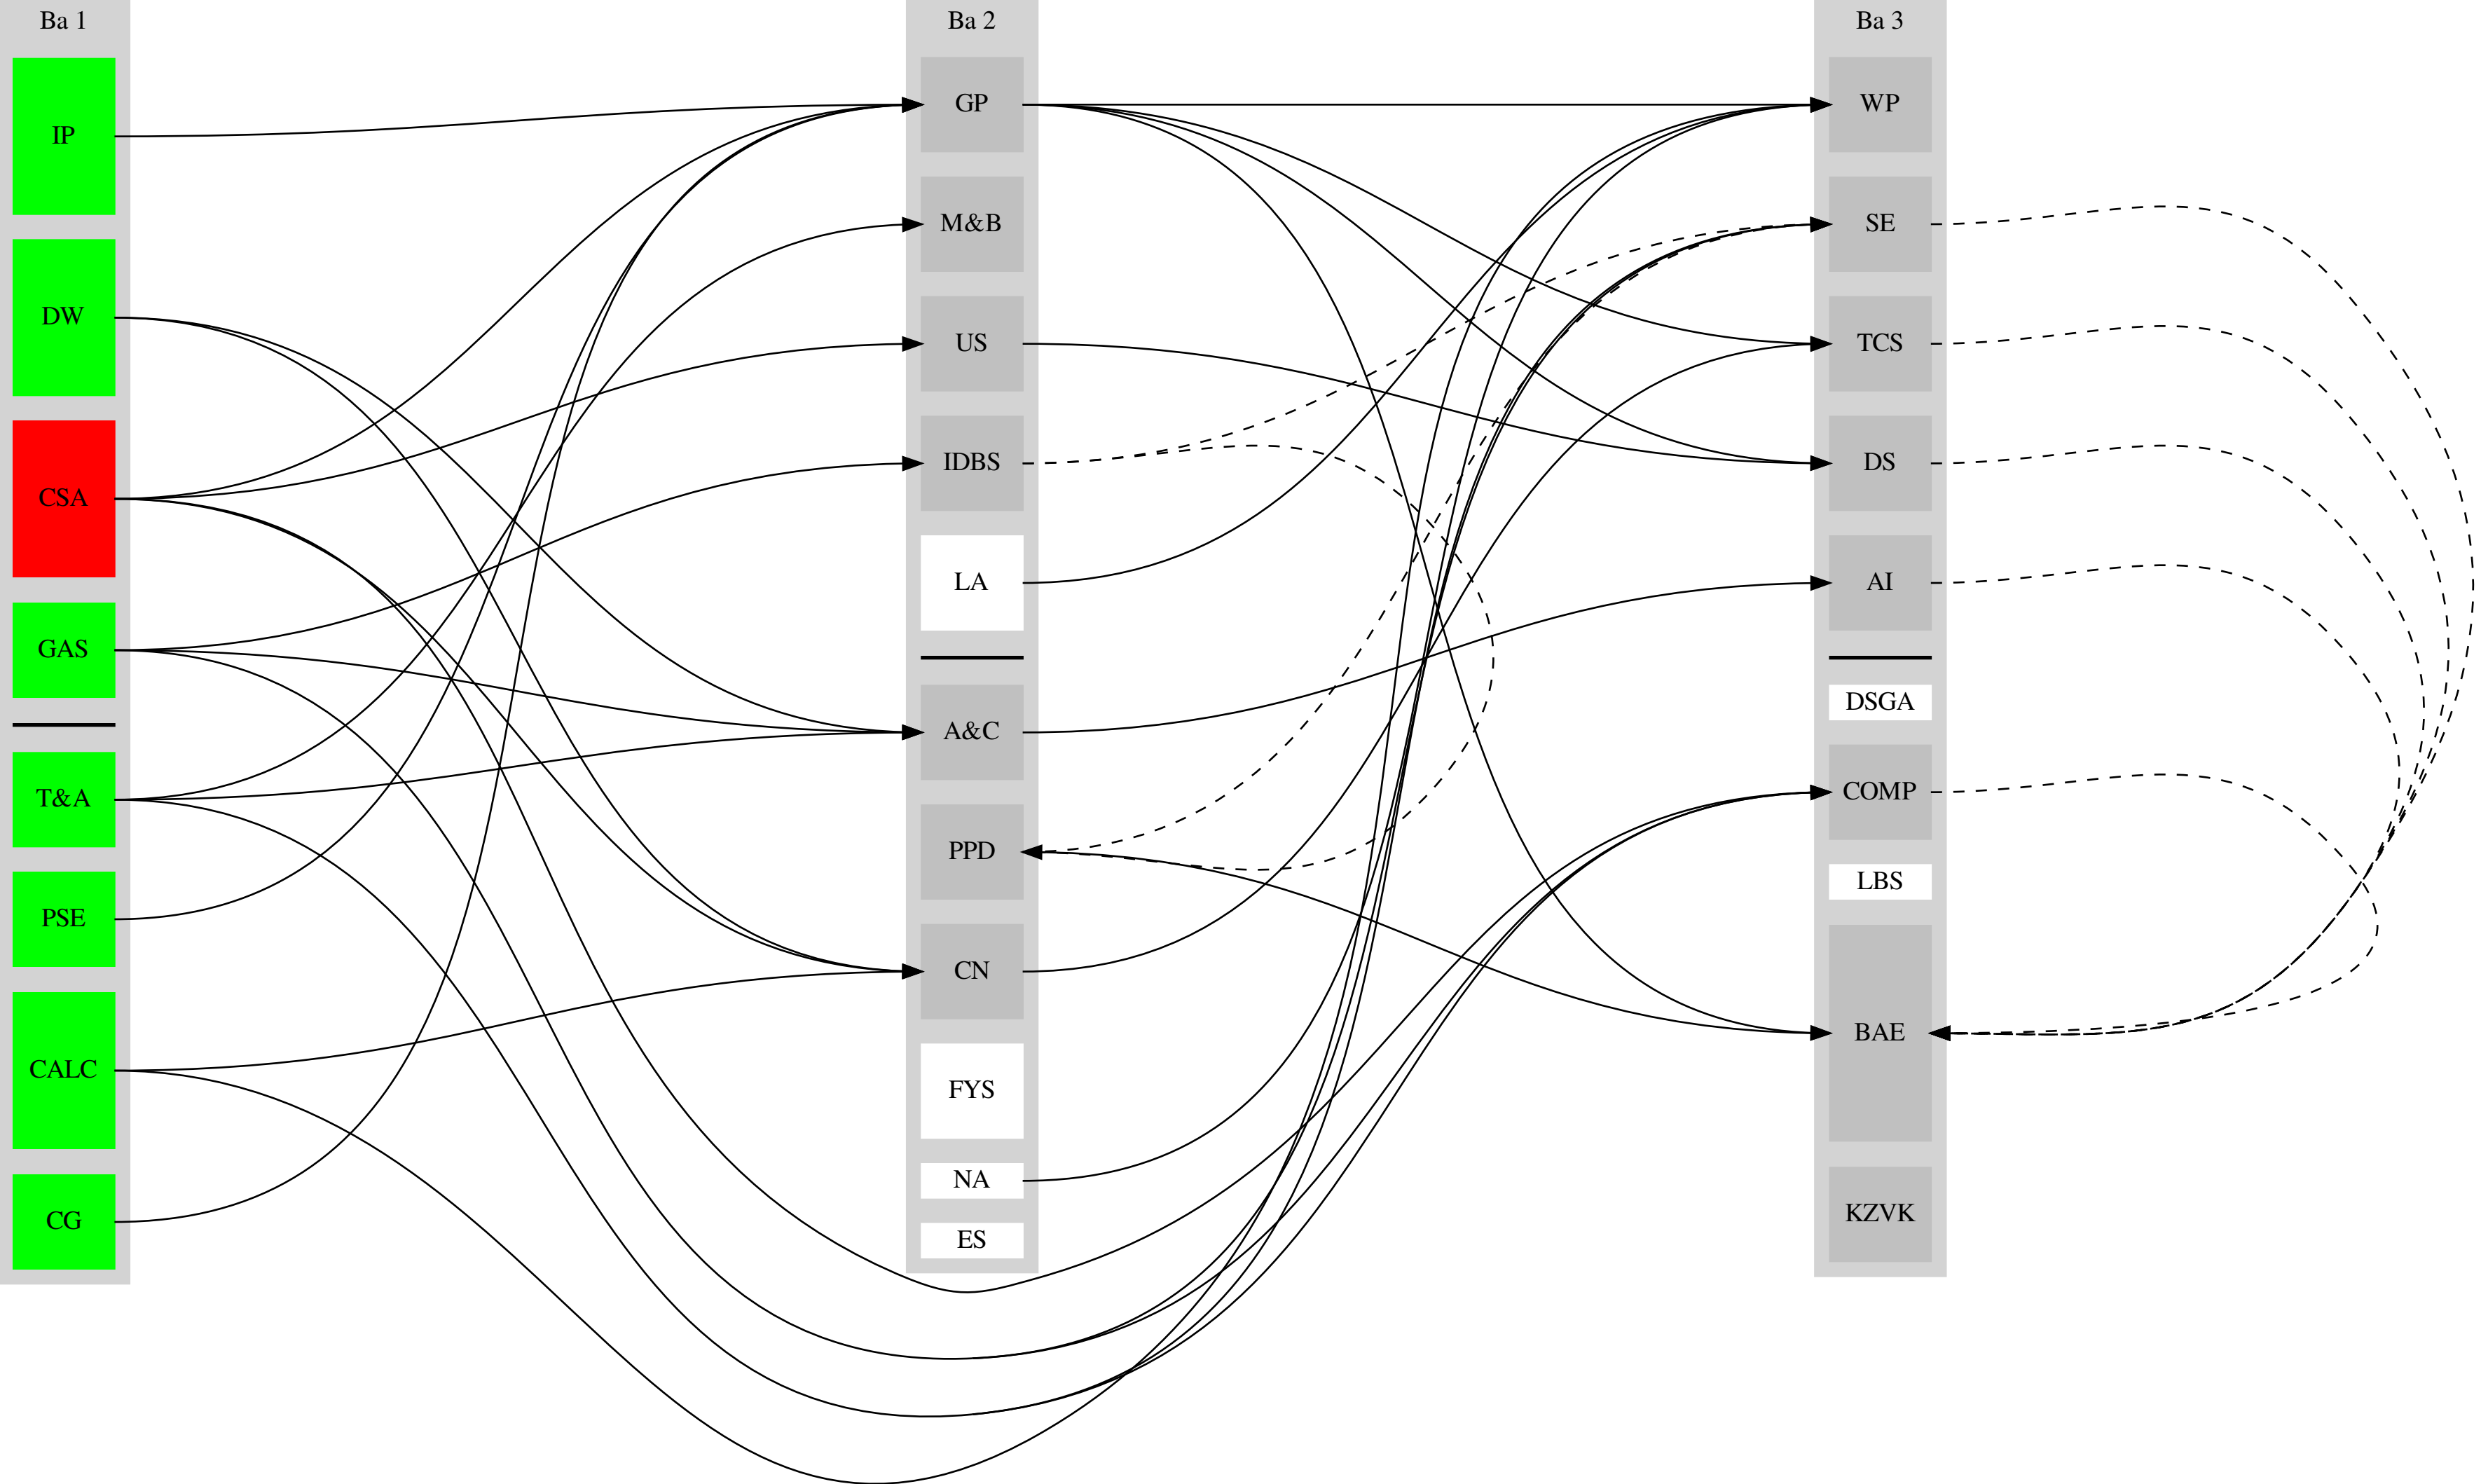 Ba 1
IP
DW
CSA
GAS
T&A
PSE
CALC
CG
Ba 2
GP
M&B
US
IDBS
LA
A&C
PPD
CN
FYS
NA
ES
Ba 3
WP
SE
TCS
DS
AI
DSGA
COMP
LBS
BAE
KZVK